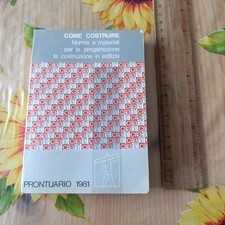 COME COSTRUIRE
Norme e materiali
per la progettazione
e la costruzione in edilizia
PRONTUARIO 1981